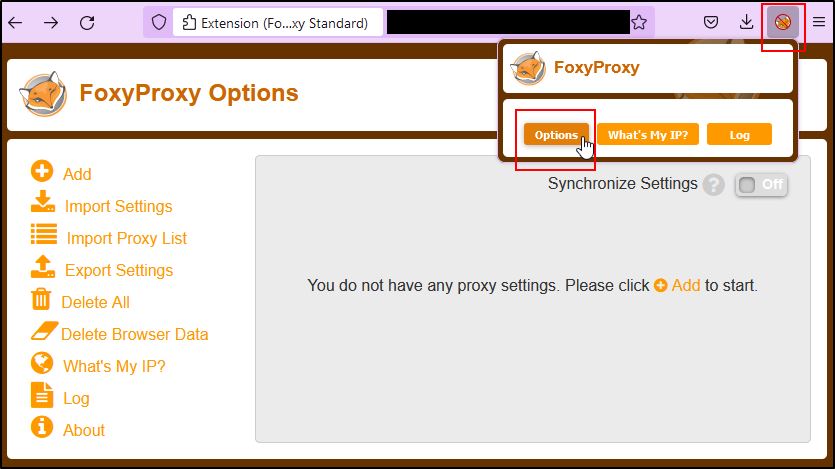 Extension (Fo...xy Standard)
FoxyProxy
FoxyProxy Options
Options
What's My IP?
Log
Add
Import Settings
Import Proxy List
Export Settings
Delete All
Delete Browser Data
What's My IP?
Log
About
Synchronize Settings ? Off
You do not have any proxy settings. Please click Add to start.